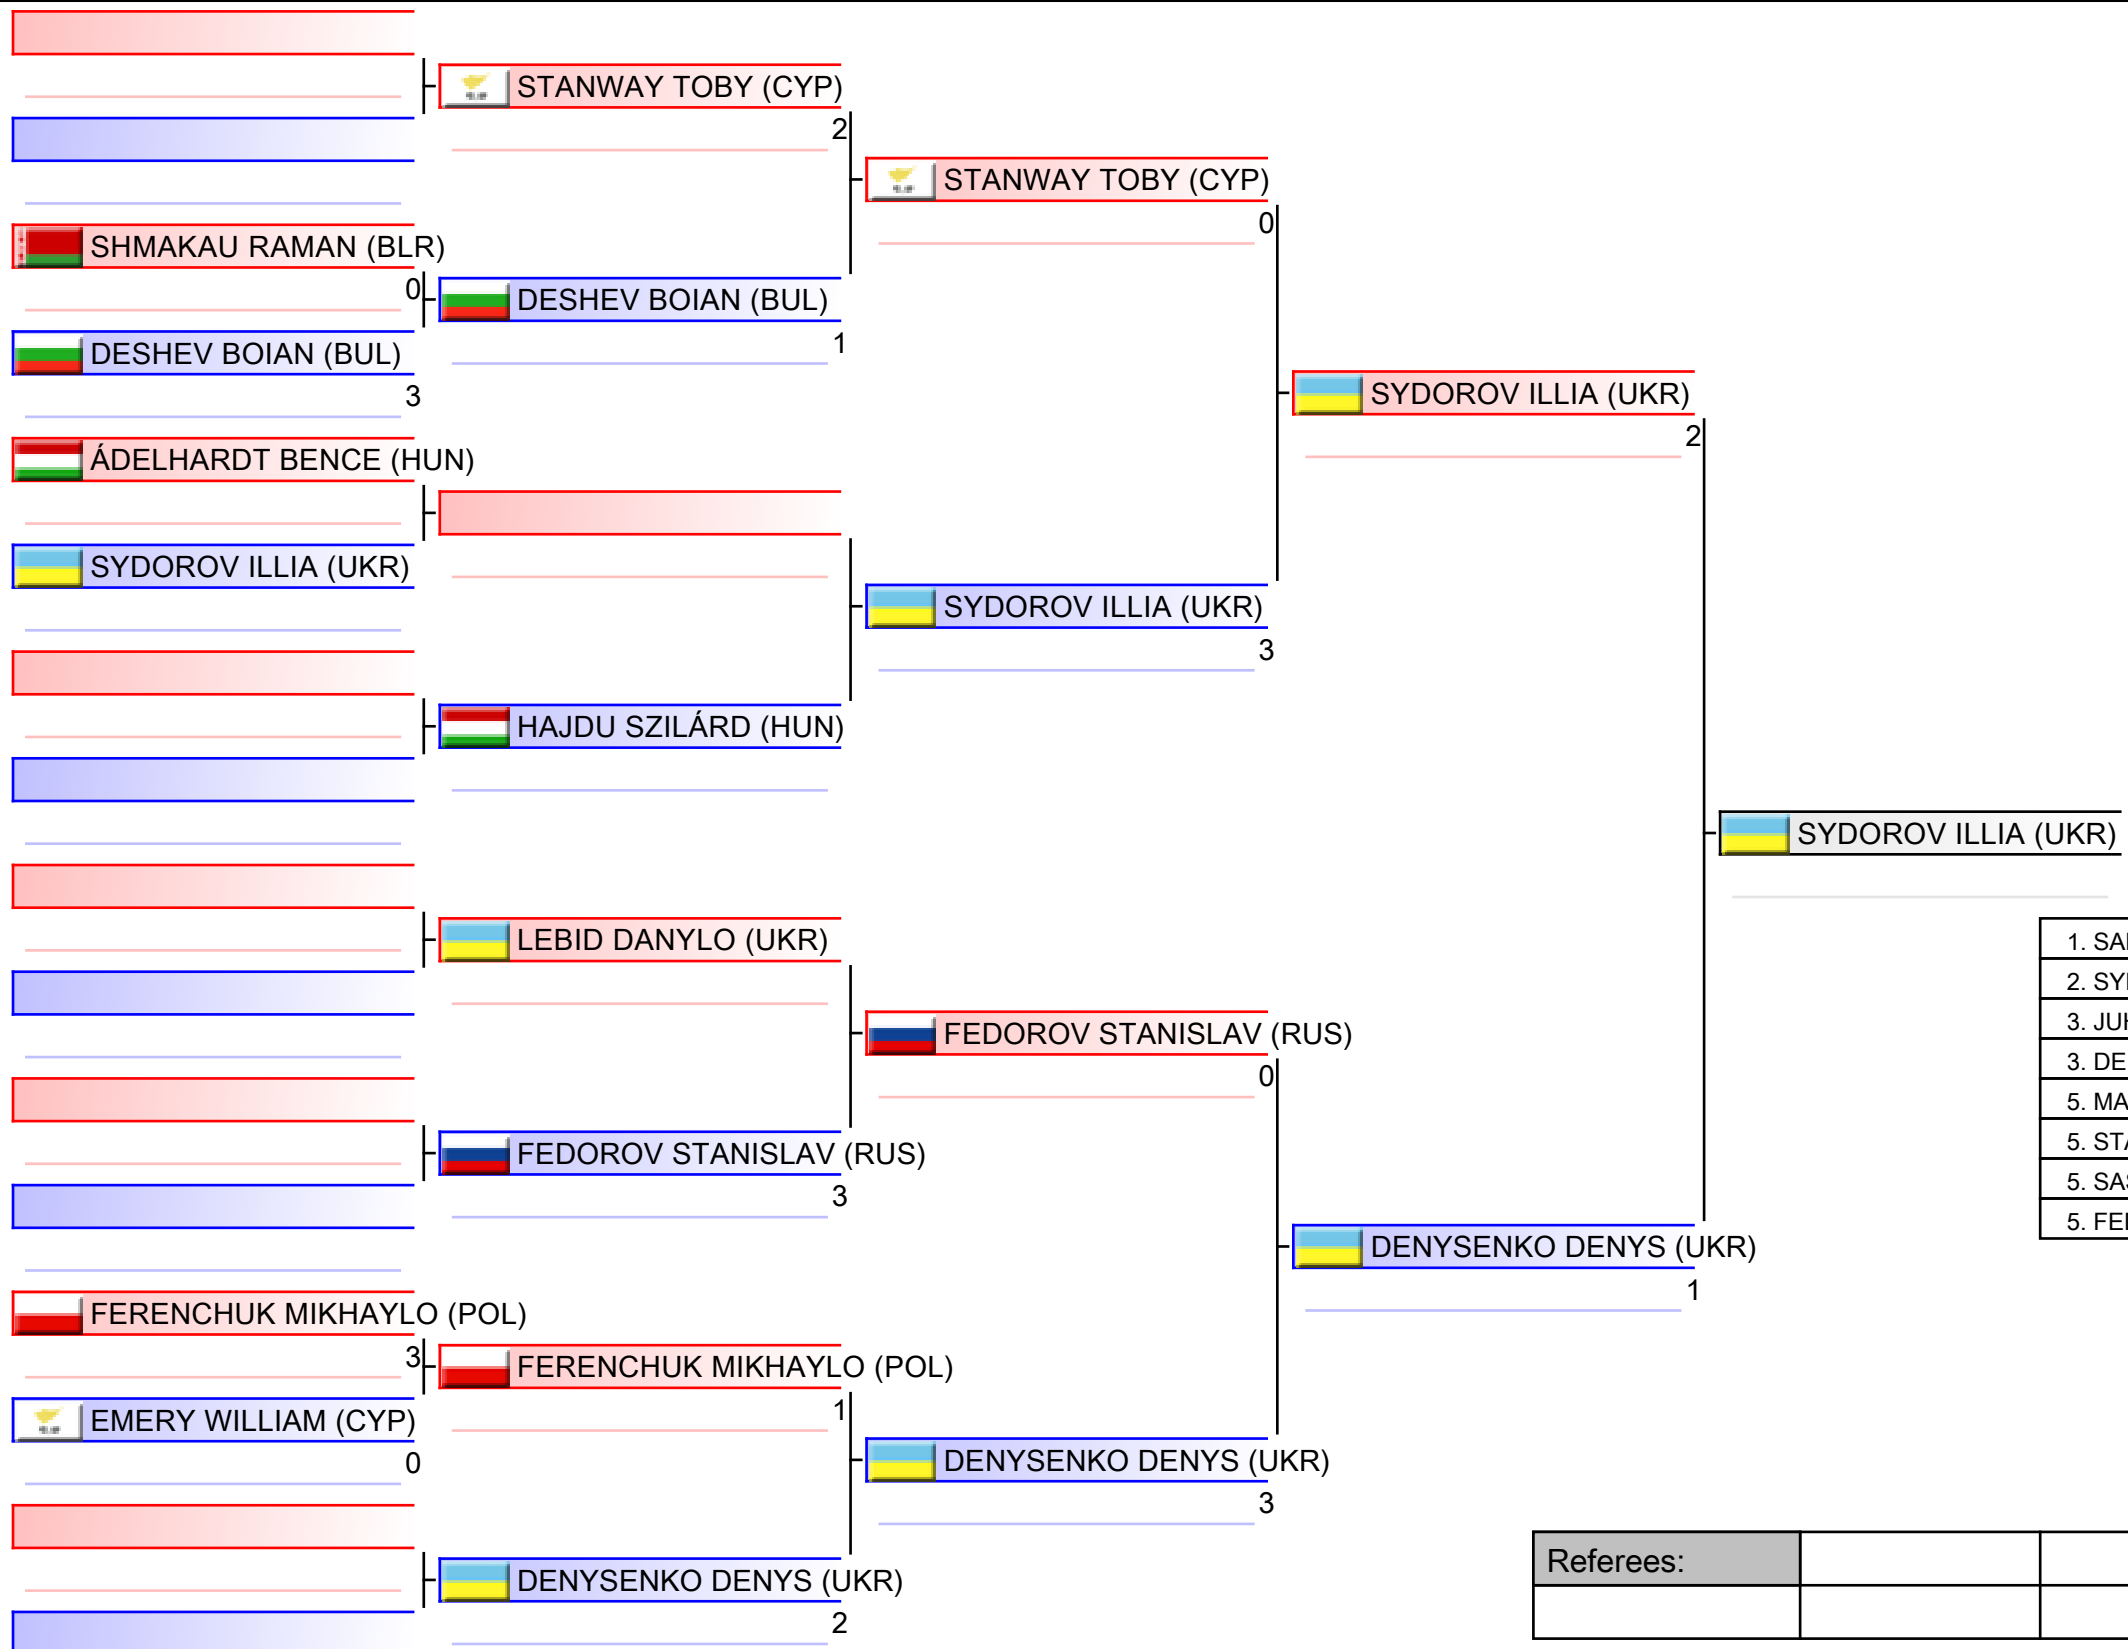 STANWAY TOBY (CYP)
2
STANWAY TOBY (CYP)
0
SHMAKAU RAMAN (BLR)
0
DESHEV BOIAN (BUL)
1
DESHEV BOIAN (BUL)
3
SYDOROV ILLIA (UKR)
2
ÁDELHARDT BENCE (HUN)
SYDOROV ILLIA (UKR)
SYDOROV ILLIA (UKR)
3
HAJDU SZILÁRD (HUN)
SYDOROV ILLIA (UKR)
LEBID DANYLO (UKR)
FEDOROV STANISLAV (RUS)
0
FEDOROV STANISLAV (RUS)
3
DENYSENKO DENYS (UKR)
1
FERENCHUK MIKHAYLO (POL)
3
FERENCHUK MIKHAYLO (POL)
1
EMERY WILLIAM (CYP)
0
DENYSENKO DENYS (UKR)
3
DENYSENKO DENYS (UKR)
2
1. SA
2. SY
3. JU
3. DE
5. MA
5. STA
5. SAS
5. FE
Referees: